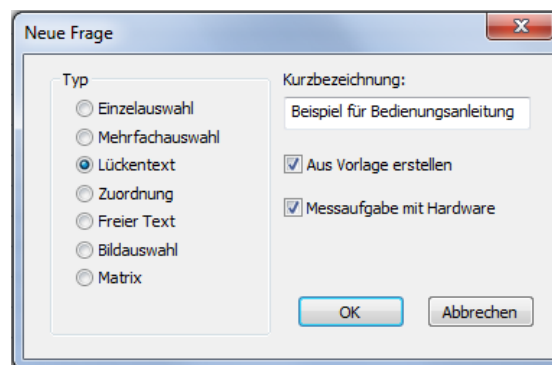 Neue Frage
Typ
Einzelauswahl
Mehrfachauswahl
Lückentext
Zuordnung
Freier Text
Bildauswahl
Matrix
Kurzbezeichnung:
Beispiel für Bedienungsanleitung
Aus Vorlage erstellen
Messaufgabe mit Hardware
OK
Abbrechen